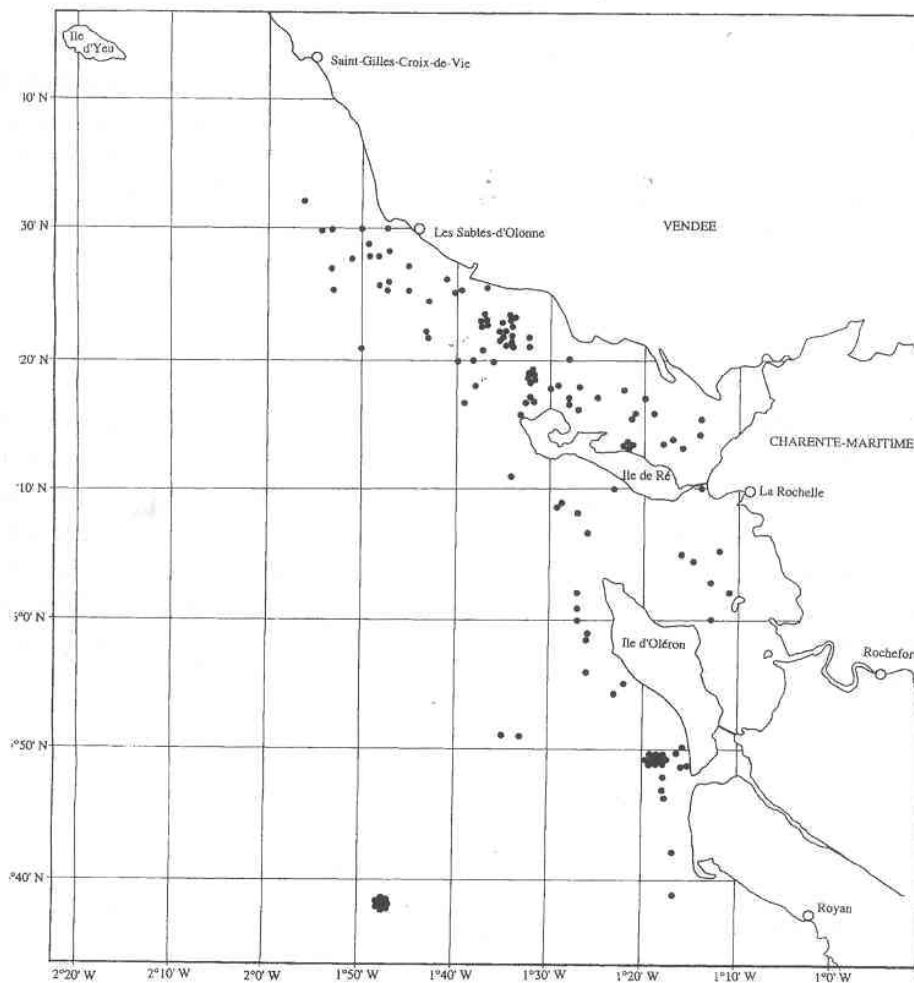 Ile
d'Yeu
Saint-Gilles-Croix-de-Vie
30' N
Les Sables-d'Olonne
VENDEE
20' N
CHARENTE-MARITIME
Ile de Ré
10' N
La Rochelle
0' N
Ile d'Oléron
Rochefor
50' N
40' N
Royan
2°20' W 2°10' W 2°0' W 1°50' W 1°40' W 1°30' W 1°20' W 1°10' W 1°0' W